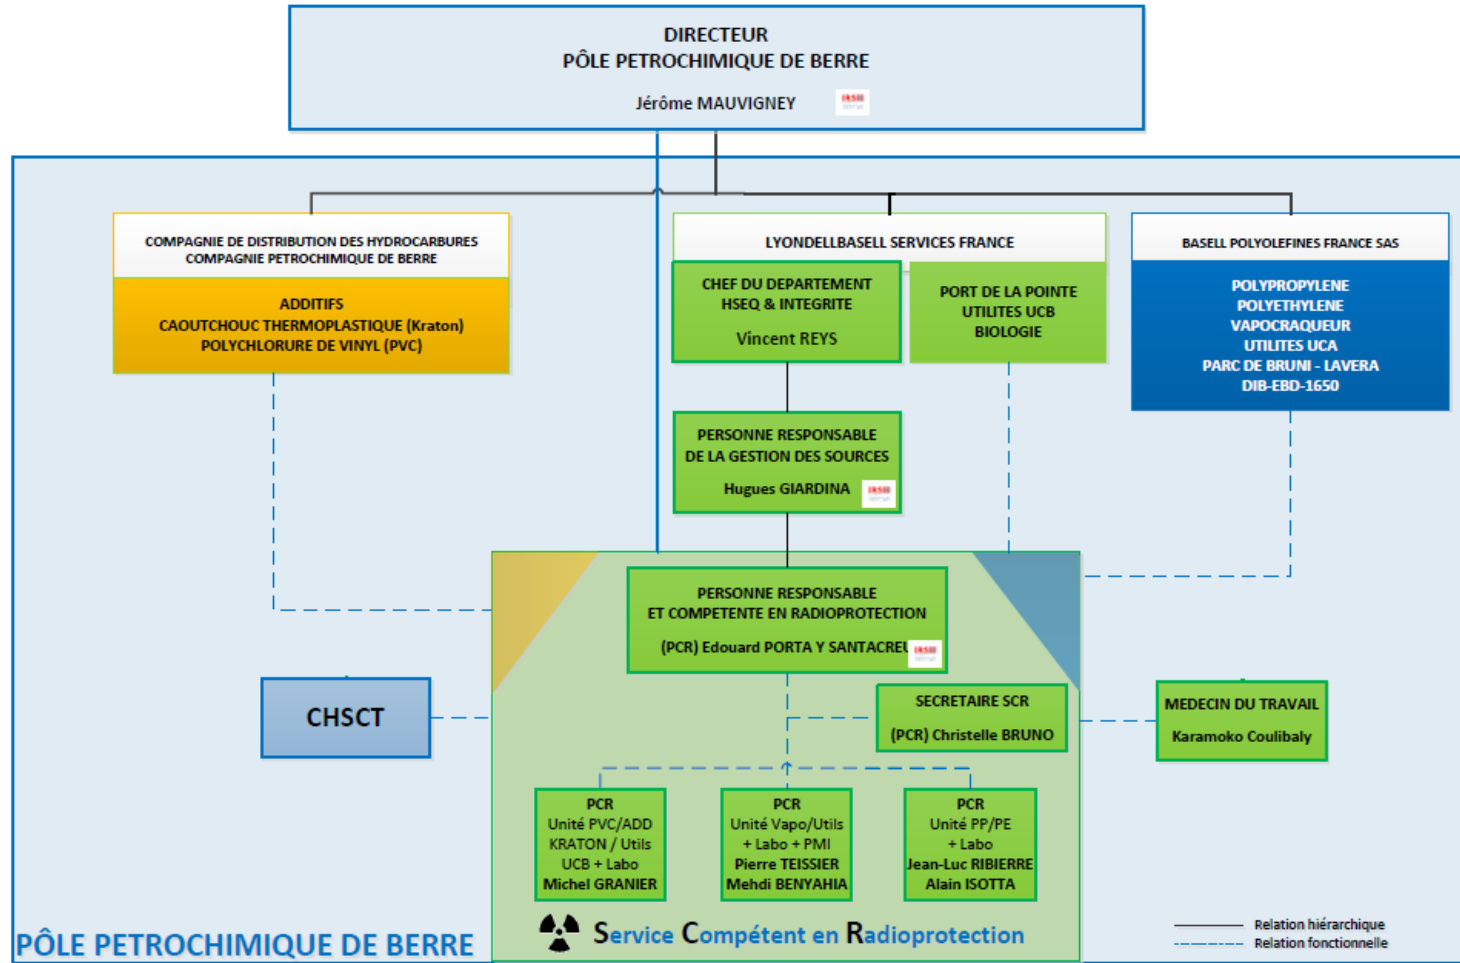 DIRECTEUR
PÔLE PETROCHIMIQUE DE BERRE
Jérôme MAUVIGNEY
COMPAGNIE DE DISTRIBUTION DES HYDROCARBURES
COMPAGNIE PETROCHIMIQUE DE BERRE
ADDITIFS
CAOUTCHOUC THERMOPLASTIQUE (Kraton)
POLYCHLORURE DE VINYL (PVC)
LYONDELLBASELL SERVICES FRANCE
CHEF DU DEPARTEMENT
HSEQ & INTEGRITE
Vincent REYS
PORT DE LA POINTE
UTILITES UCB
BIOLOGIE
BASELL POLYOLEFINES FRANCE SAS
POLYPROPYLENE
POLYETHYLENE
VAPOCRAQUEUR
UTILITES UCA
PARC DE BRUNI - LAVERA
DIB-EBD-1650
PERSONNE RESPONSABLE
DE LA GESTION DES SOURCES
Hugues GIARDINA
PERSONNE RESPONSABLE
ET COMPETENTE EN RADIOPROTECTION
(PCR) Edouard PORTA Y SANTACREU
CHSCT
SECRETAIRE SCR
(PCR) Christelle BRUNO
MEDECIN DU TRAVAIL
Karamoko Coulibaly
PCR
Unité PVC/ADD
KRATON / Utils
UCB + Labo
Michel GRANIER
PCR
Unité Vapo/Utils
+ Labo + PMI
Pierre TEISSIER
Mehdi BENYAHIA
PCR
Unité PP/PE
+ Labo
Jean-Luc RIBIERRE
Alain ISOTTA
Service Compétent en Radioprotection
PÔLE PETROCHIMIQUE DE BERRE
Relation hiérarchique
Relation fonctionnelle